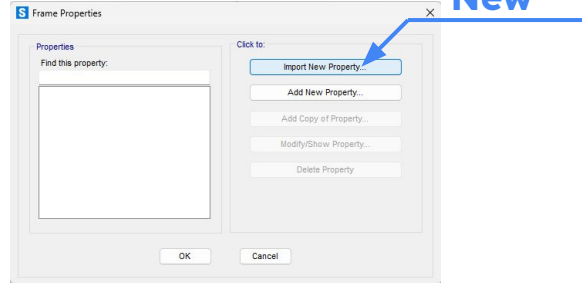 New
S Frame Properties
Properties
Find this property:
Click to:
Import New Property...
Add New Property...
Add Copy of Property...
Modify/Show Property...
Delete Property
OK
Cancel